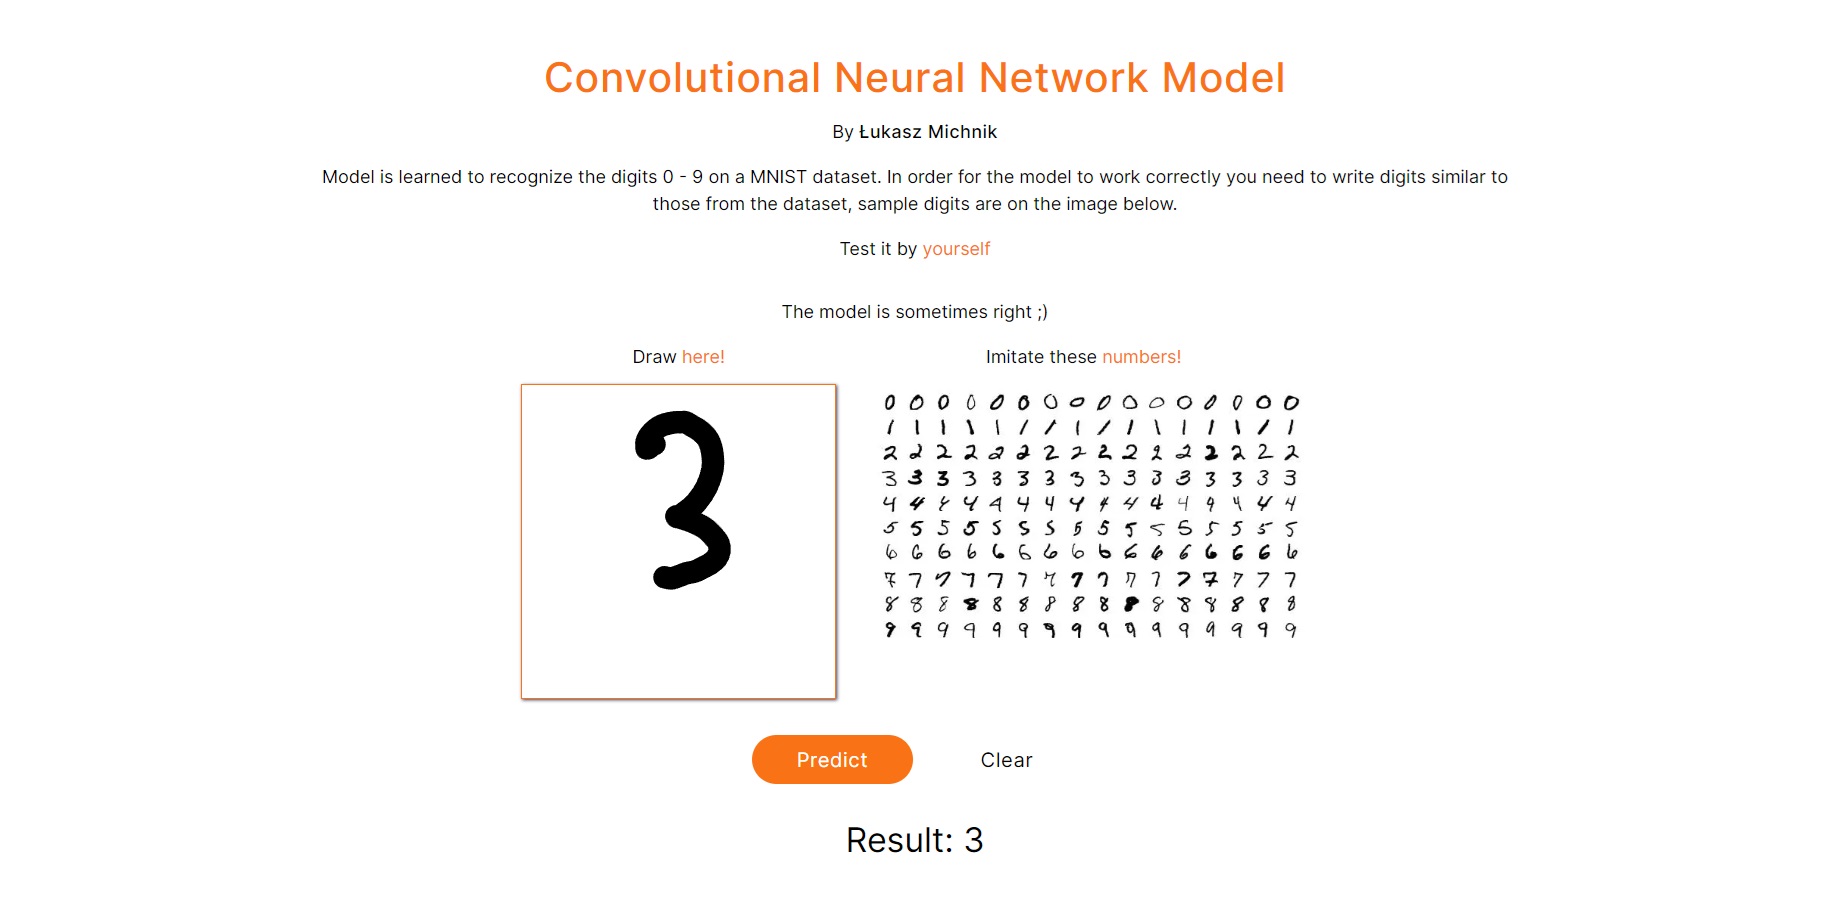 Convolutional Neural Network Model
By Łukasz Michnik
Model is learned to recognize the digits 0 - 9 on a MNIST dataset. In order for the model to work correctly you need to write digits similar to
those from the dataset, sample digits are on the image below.
Test it by yourself
The model is sometimes right ;)
Draw here!
Imitate these numbers!
3
0 0 0 0 0 0 0 0 0 0 0 0 0 0 0 0
1 1 1 1 1 1 1 1 1 1 1 1 1 1 1 1
2 2 2 2 2 2 2 2 2 2 2 2 2 2 2 2
3 3 3 3 3 3 3 3 3 3 3 3 3 3 3 3
4 4 4 4 4 4 4 4 4 4 4 4 4 4 4 4
5 5 5 5 5 5 5 5 5 5 5 5 5 5 5 5
6 6 6 6 6 6 6 6 6 6 6 6 6 6 6 6
7 7 7 7 7 7 7 7 7 7 7 7 7 7 7 7
8 8 8 8 8 8 8 8 8 8 8 8 8 8 8 8
9 9 9 9 9 9 9 9 9 9 9 9 9 9 9 9
Predict
Clear
Result: 3